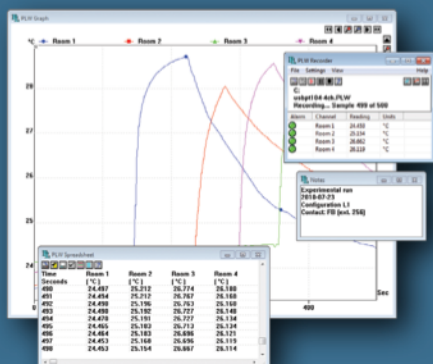 PLW Graph
°C
Room 1
Room 2
Room 3
Room 4
28
27
26
25
24
400
Sec
PLW Recorder
File Settings View Help
C:
usbpt104 4ch.PLW
Recording... Sample 499 of 500
Alarm Channel Reading Units
Room 1 24.450 °C
Room 2 25.154 °C
Room 3 26.662 °C
Room 4 26.110 °C
Notes
Experimental run
2018-07-23
Configuration L1
Contact: FD (ext. 256)
PLW Spreadsheet
Time Room 1 Room 2 Room 3 Room 4
Seconds (°C) (°C) (°C) (°C)
490 24.497 25.212 26.774 26.180
491 24.494 25.212 26.767 26.160
492 24.490 25.196 26.763 26.160
493 24.490 25.192 26.727 26.140
494 24.470 25.191 26.727 26.134
495 24.465 25.183 26.713 26.124
496 24.464 25.183 26.696 26.121
497 24.453 25.160 26.696 26.119
498 24.453 25.154 26.667 26.114